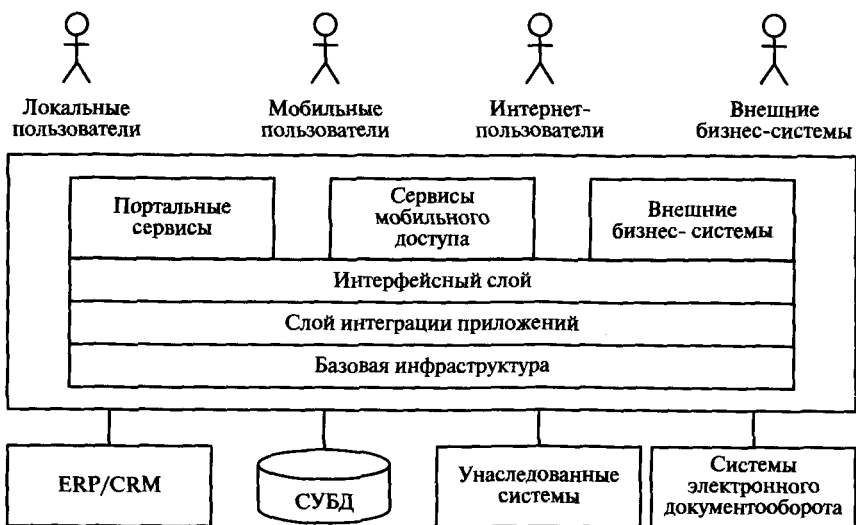 Локальные
пользователи
Мобильные
пользователи
Интернет-
пользователи
Внешние
бизнес-системы
Портальные
сервисы
Сервисы
мобильного
доступа
Внешние
бизнес- системы
Интерфейсный слой
Слой интеграции приложений
Базовая инфраструктура
ERP/CRM
СУБД
Унаследованные
системы
Системы
электронного
документооборота